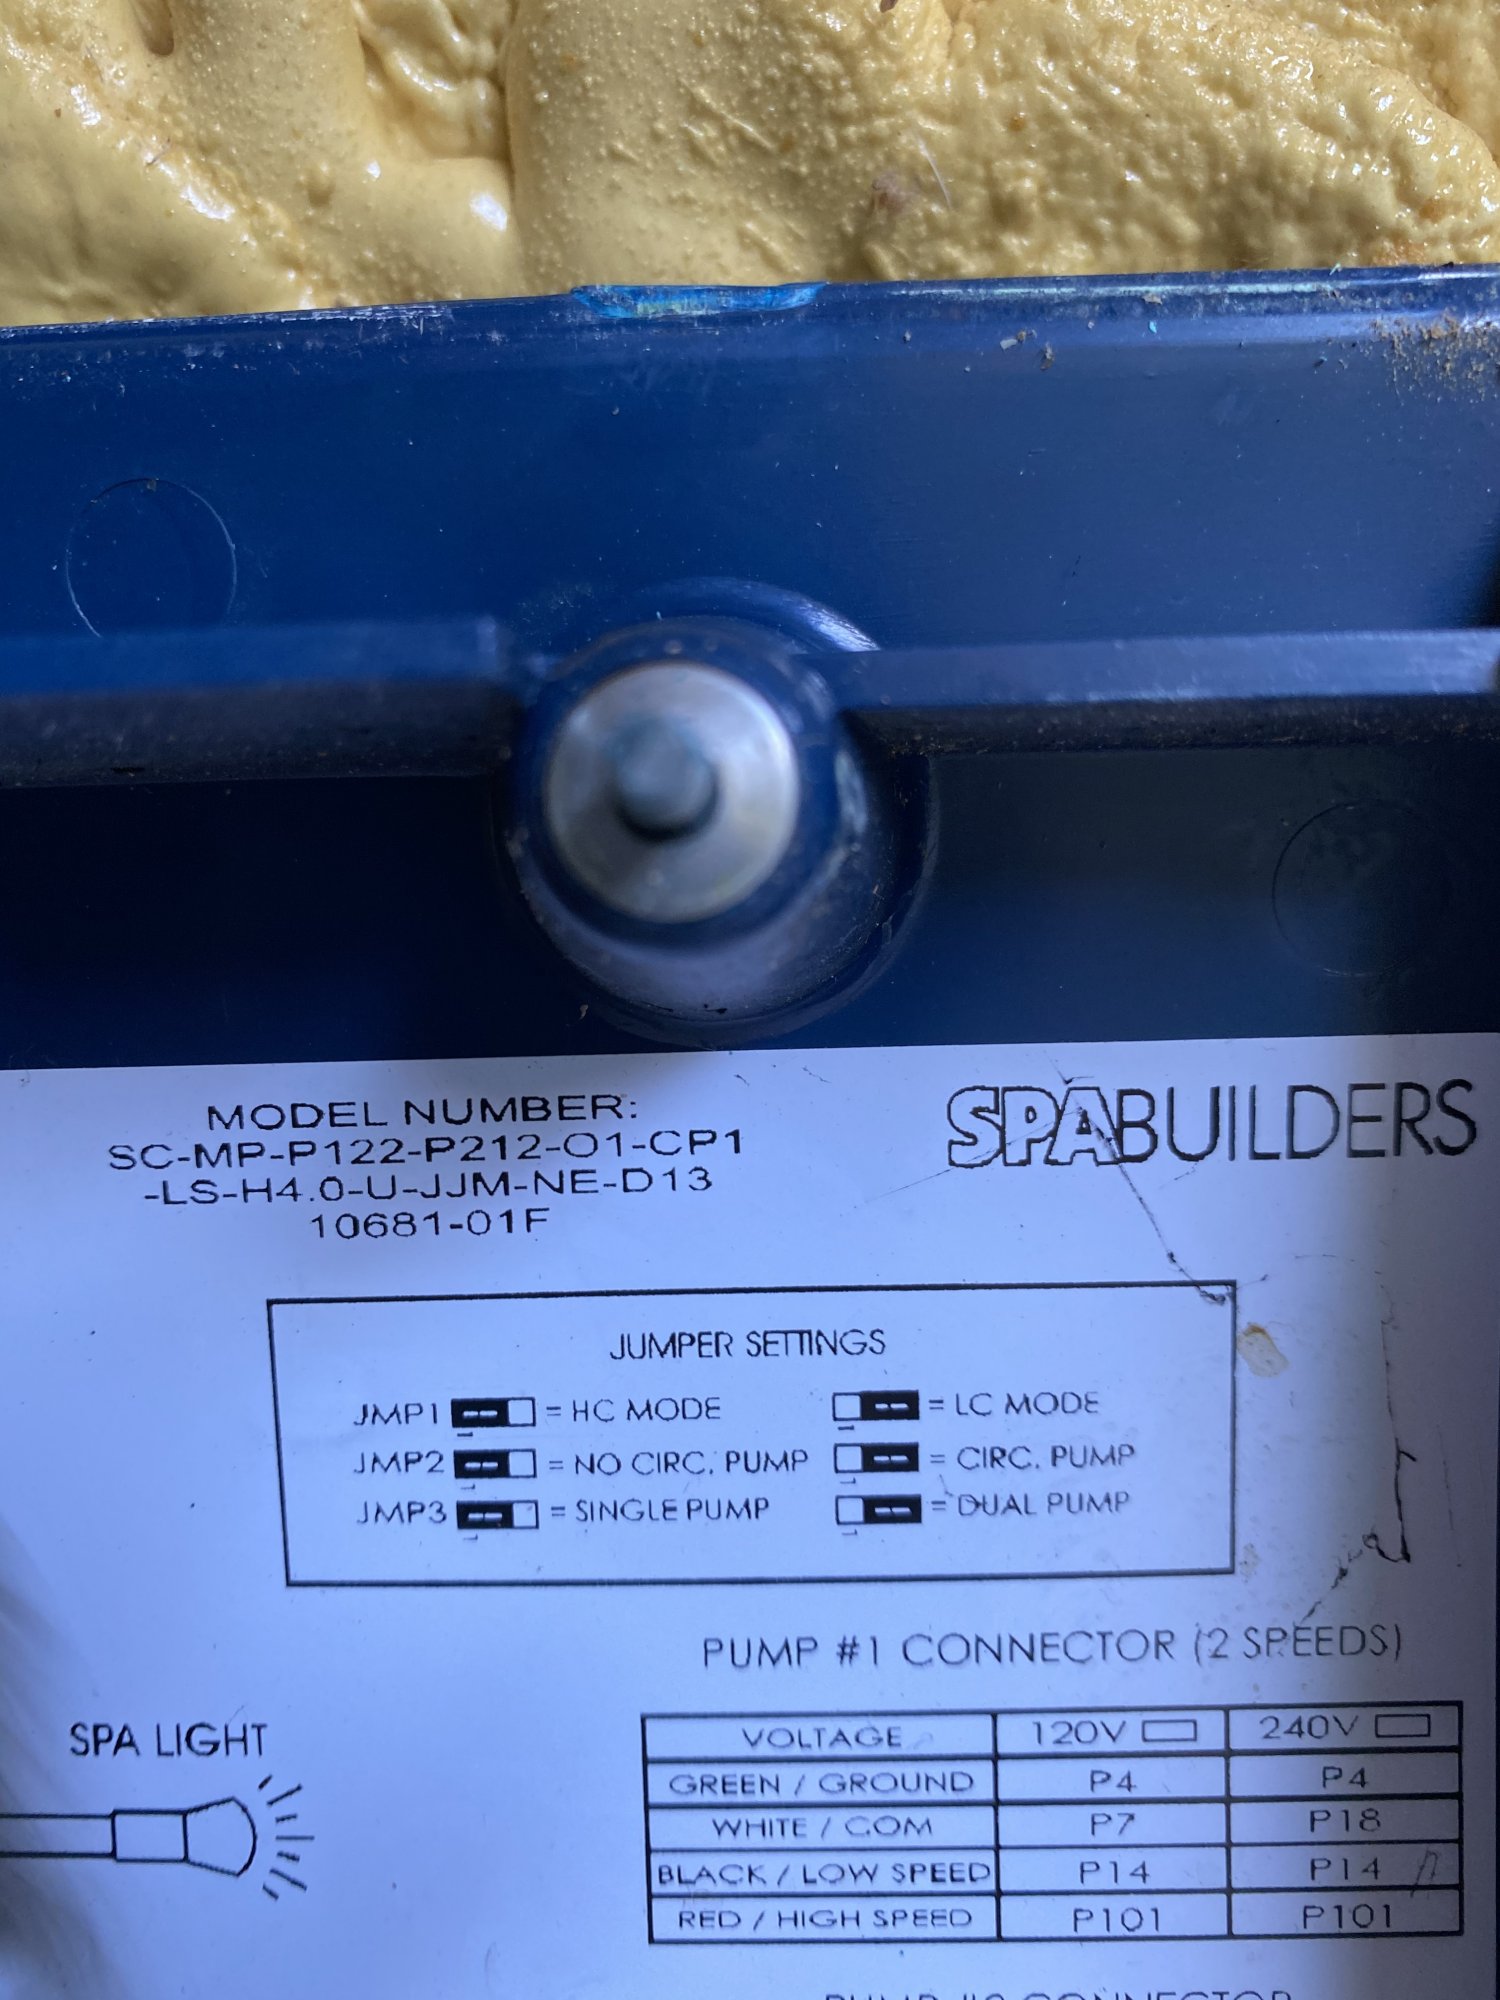 MODEL NUMBER:
SC-MP-P122-P212-O1-CP1
-LS-H4.0-U-JJM-NE-D13
10681-01F
SPABUILDERS
JUMPER SETTINGS
JMP1 = HC MODE = LC MODE
JMP2 = NO CIRC. PUMP = CIRC. PUMP
JMP3 = SINGLE PUMP = DUAL PUMP
PUMP #1 CONNECTOR (2 SPEEDS)
SPA LIGHT
VOLTAGE 120V 240V
GREEN / GROUND P4 P4
WHITE / COM P7 P18
BLACK / LOW SPEED P14 P14
RED / HIGH SPEED P101 P101